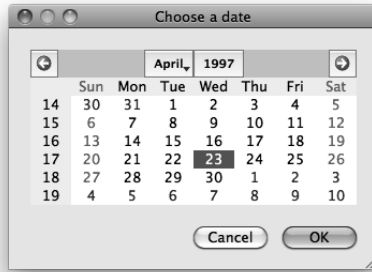 Choose a date
April 1997
Sun Mon Tue Wed Thu Fri Sat
14 30 31 1 2 3 4 5
15 6 7 8 9 10 11 12
16 13 14 15 16 17 18 19
17 20 21 22 23 24 25 26
18 27 28 29 30 1 2 3
19 4 5 6 7 8 9 10
Cancel OK